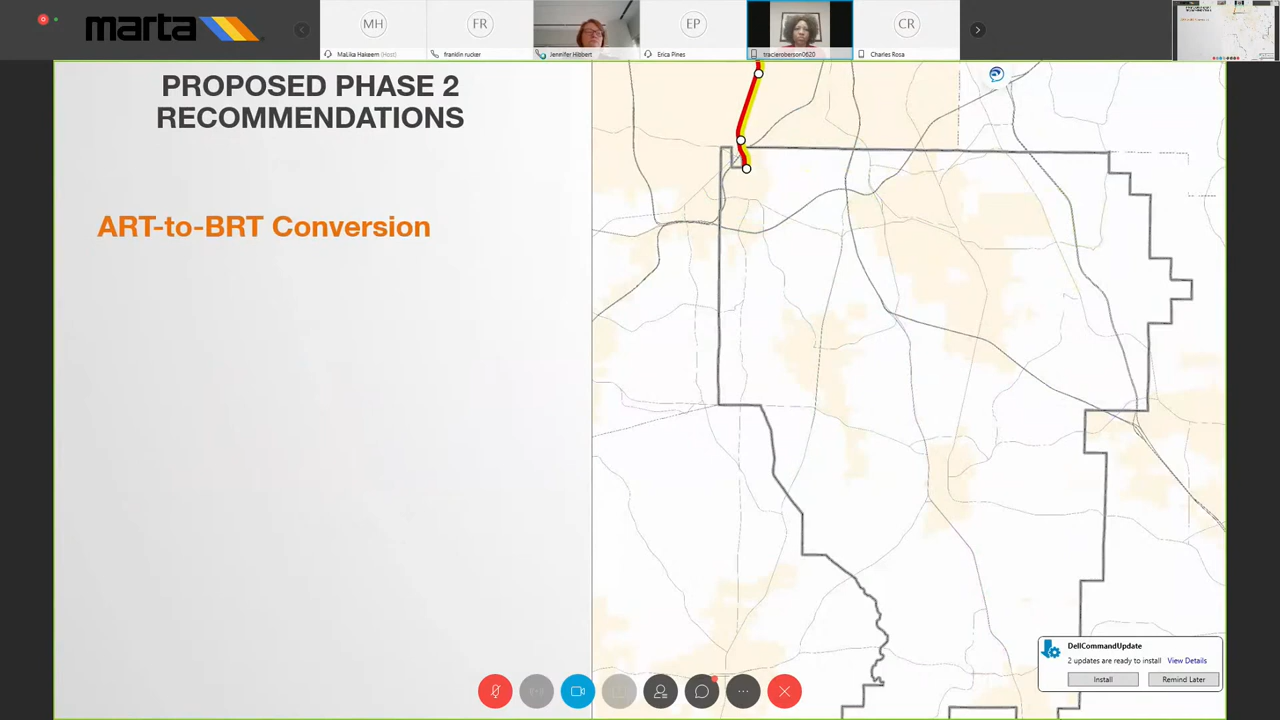 marta
MH
FR
EP
CR
MaLika Hakeem (Host)
franklin rucker
Jennifer Hibbert
Erica Pines
tracieroberson0620
Charles Rosa
PROPOSED PHASE 2
RECOMMENDATIONS
ART-to-BRT Conversion
DellCommandUpdate
2 updates are ready to install View Details
Install
Remind Later